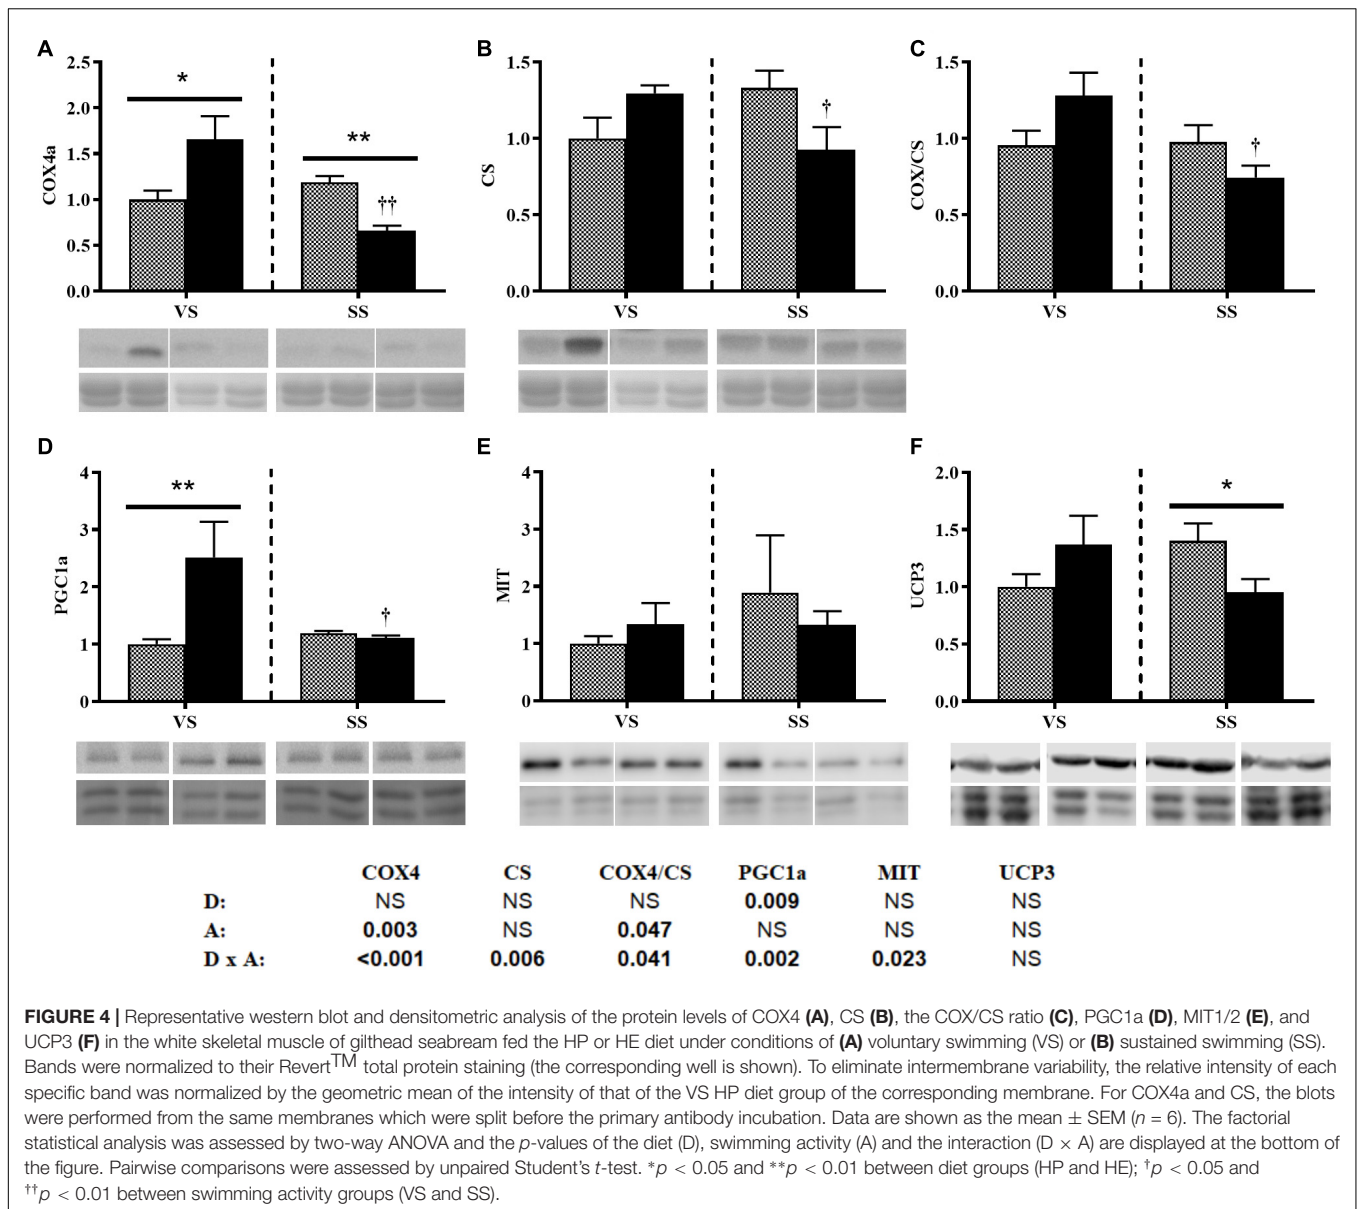 A
B
C
2.5
2.0
1.5
1.0
0.5
0.0
COX4a
*
**
††
VS
SS
1.5
1.0
0.5
0.0
CS
†
VS
SS
1.5
1.0
0.5
0.0
COX/CS
†
VS
SS
D
E
F
4
3
2
1
0
PGC1a
**
†
VS
SS
4
3
2
1
0
MIT
VS
SS
2.0
1.5
1.0
0.5
0.0
UCP3
*
VS
SS
COX4 CS COX4/CS PGC1a MIT UCP3
D: NS NS NS 0.009 NS NS
A: 0.003 NS 0.047 NS NS NS
D x A: <0.001 0.006 0.041 0.002 0.023 NS
FIGURE 4 | Representative western blot and densitometric analysis of the protein levels of COX4 (A), CS (B), the COX/CS ratio (C), PGC1a (D), MIT1/2 (E), and
UCP3 (F) in the white skeletal muscle of gilthead seabream fed the HP or HE diet under conditions of (A) voluntary swimming (VS) or (B) sustained swimming (SS).
Bands were normalized to their Revert™ total protein staining (the corresponding well is shown). To eliminate intermembrane variability, the relative intensity of each
specific band was normalized by the geometric mean of the intensity of that of the VS HP diet group of the corresponding membrane. For COX4a and CS, the blots
were performed from the same membranes which were split before the primary antibody incubation. Data are shown as the mean ± SEM (n = 6). The factorial
statistical analysis was assessed by two-way ANOVA and the p-values of the diet (D), swimming activity (A) and the interaction (D × A) are displayed at the bottom of
the figure. Pairwise comparisons were assessed by unpaired Student's t-test. *p < 0.05 and **p < 0.01 between diet groups (HP and HE); †p < 0.05 and
††p < 0.01 between swimming activity groups (VS and SS).